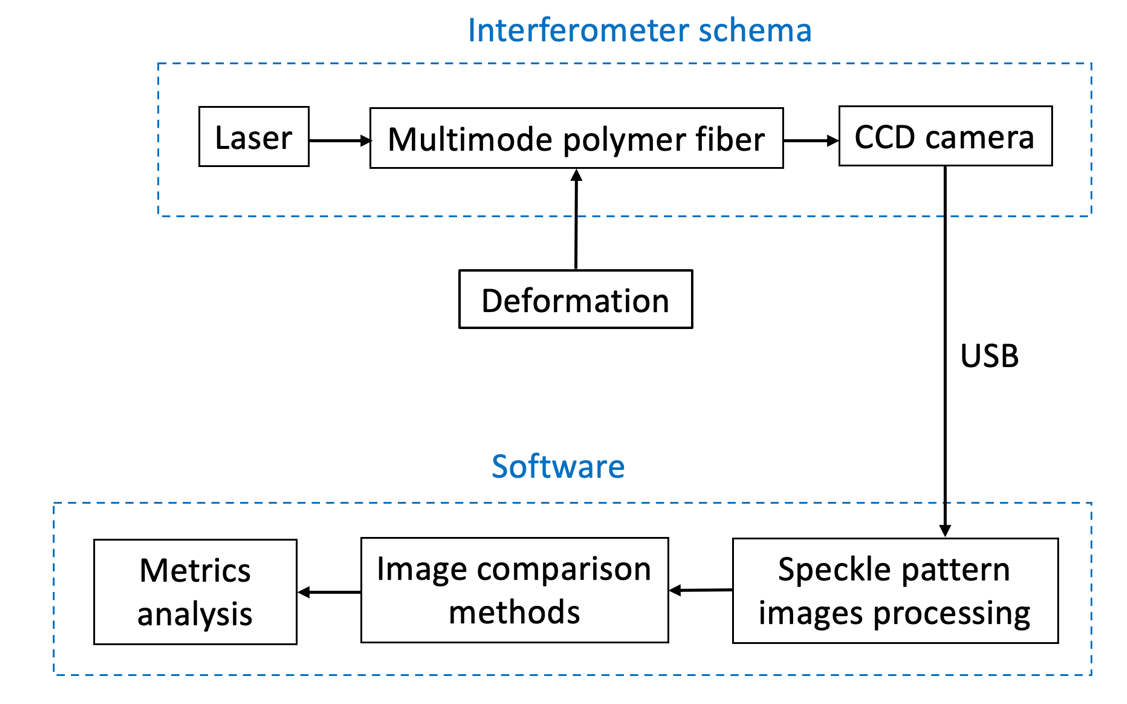 Interferometer schema
Laser
Multimode polymer fiber
CCD camera
Deformation
USB
Software
Metrics
analysis
Image comparison
methods
Speckle pattern
images processing